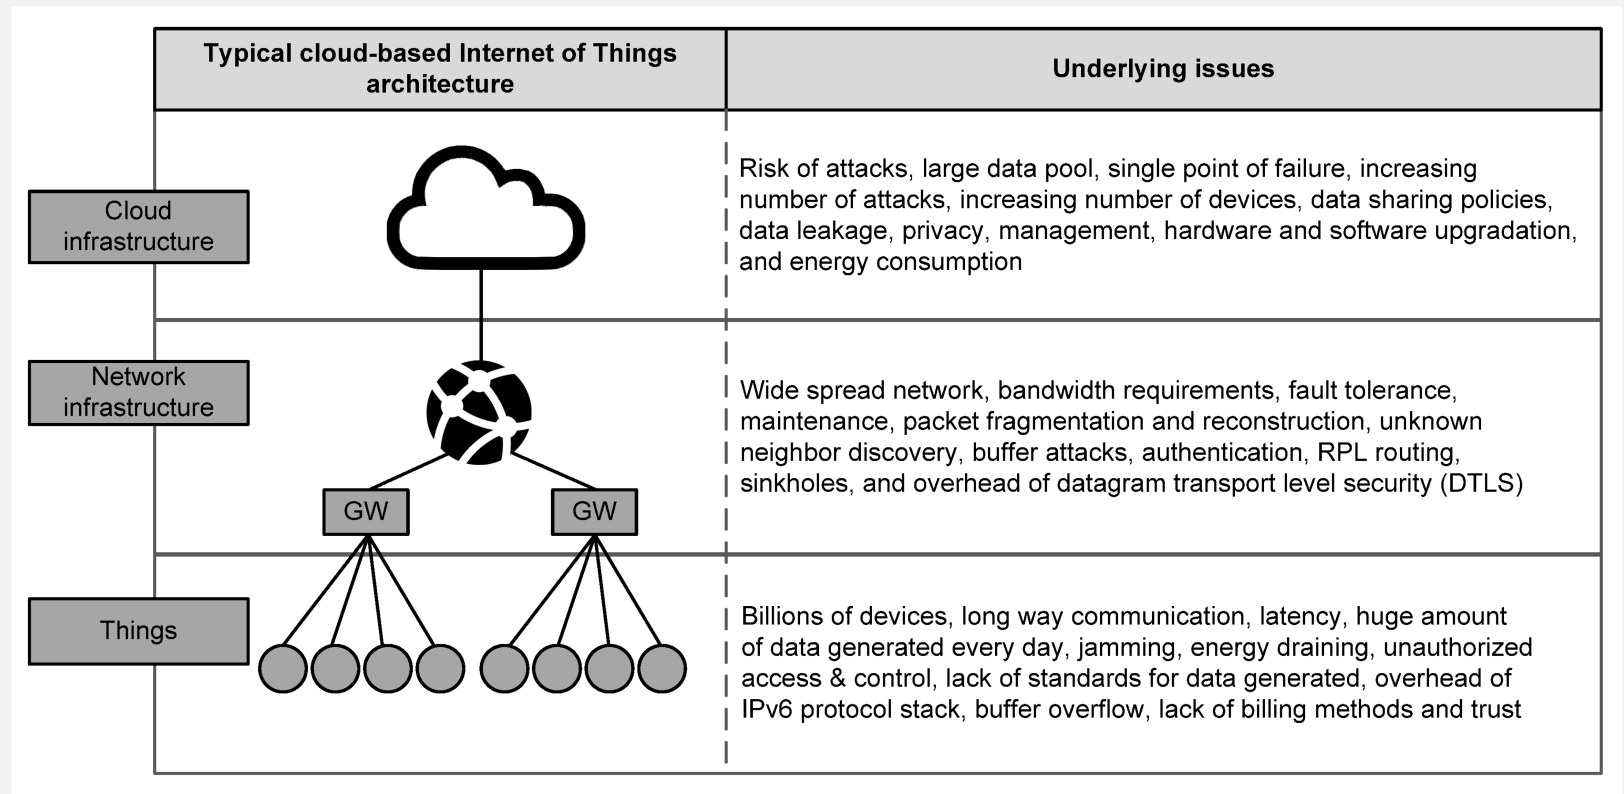 Typical cloud-based Internet of Things
architecture
Underlying issues
Cloud
infrastructure
Risk of attacks, large data pool, single point of failure, increasing
number of attacks, increasing number of devices, data sharing policies,
data leakage, privacy, management, hardware and software upgradation,
and energy consumption
Network
infrastructure
GW
GW
Wide spread network, bandwidth requirements, fault tolerance,
maintenance, packet fragmentation and reconstruction, unknown
neighbor discovery, buffer attacks, authentication, RPL routing,
sinkholes, and overhead of datagram transport level security (DTLS)
Things
Billions of devices, long way communication, latency, huge amount
of data generated every day, jamming, energy draining, unauthorized
access & control, lack of standards for data generated, overhead of
IPv6 protocol stack, buffer overflow, lack of billing methods and trust